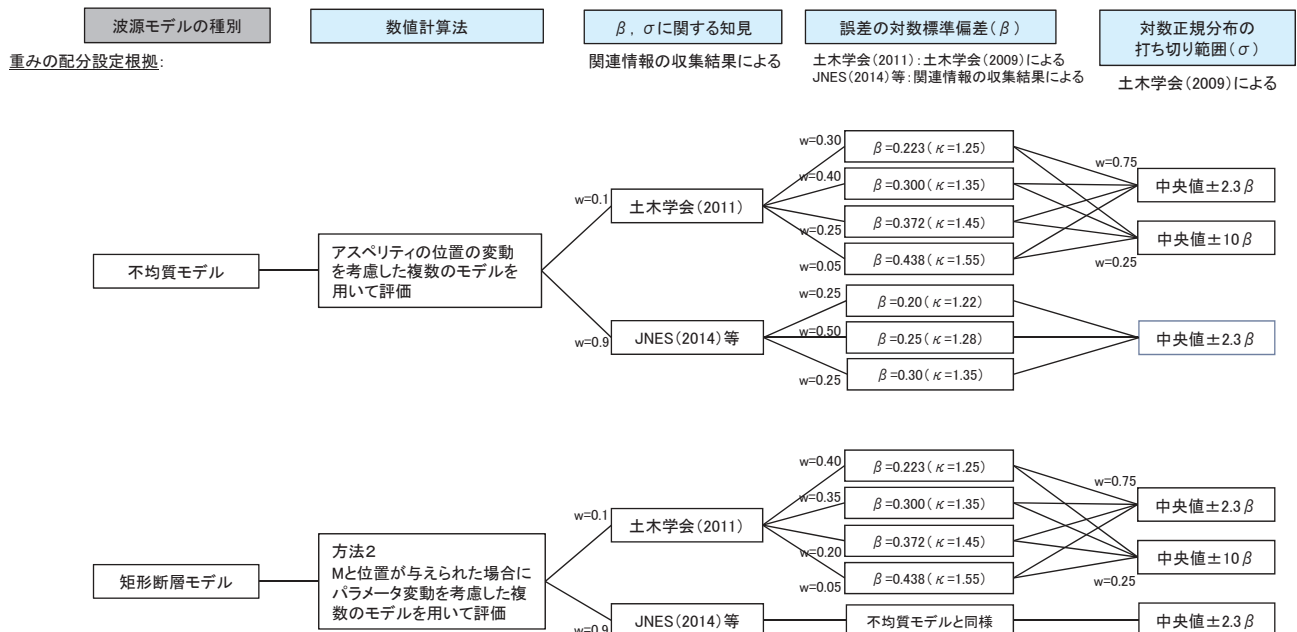 波源モデルの種別
数値計算法
β, σに関する知見
誤差の対数標準偏差(β)
対数正規分布の
打ち切り範囲(σ)
重みの配分設定根拠:
関連情報の収集結果による
土木学会(2011):土木学会(2009)による
JNES(2014)等:関連情報の収集結果による
土木学会(2009)による
不均質モデル
アスペリティの位置の変動
を考慮した複数のモデルを
用いて評価
w=0.1
土木学会(2011)
w=0.30
β=0.223(κ=1.25)
w=0.40
β=0.300(κ=1.35)
w=0.25
β=0.372(κ=1.45)
w=0.05
β=0.438(κ=1.55)
w=0.75
中央値±2.3β
中央値±10β
w=0.25
w=0.9
JNES(2014)等
w=0.25
β=0.20(κ=1.22)
w=0.50
β=0.25(κ=1.28)
w=0.25
β=0.30(κ=1.35)
中央値±2.3β
矩形断層モデル
方法2
Mと位置が与えられた場合に
パラメータ変動を考慮した複
数のモデルを用いて評価
w=0.1
土木学会(2011)
w=0.40
β=0.223(κ=1.25)
w=0.35
β=0.300(κ=1.35)
w=0.20
β=0.372(κ=1.45)
w=0.05
β=0.438(κ=1.55)
w=0.75
中央値±2.3β
中央値±10β
w=0.25
w=0.9
JNES(2014)等
不均質モデルと同様
中央値±2.3β